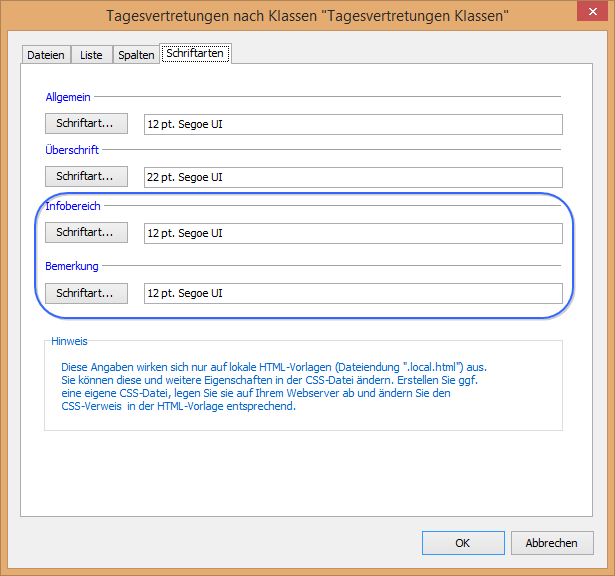 Tagesvertretungen nach Klassen "Tagesvertretungen Klassen"
Dateien Liste Spalten Schriftarten
Allgemein
Schriftart... 12 pt. Segoe UI
Überschrift
Schriftart... 22 pt. Segoe UI
Infobereich
Schriftart... 12 pt. Segoe UI
Bemerkung
Schriftart... 12 pt. Segoe UI
Hinweis
Diese Angaben wirken sich nur auf lokale HTML-Vorlagen (Dateiendung ".local.html") aus.
Sie können diese und weitere Eigenschaften in der CSS-Datei ändern. Erstellen Sie ggf.
eine eigene CSS-Datei, legen Sie sie auf Ihrem Webserver ab und ändern Sie den
CSS-Verweis in der HTML-Vorlage entsprechend.
OK Abbrechen